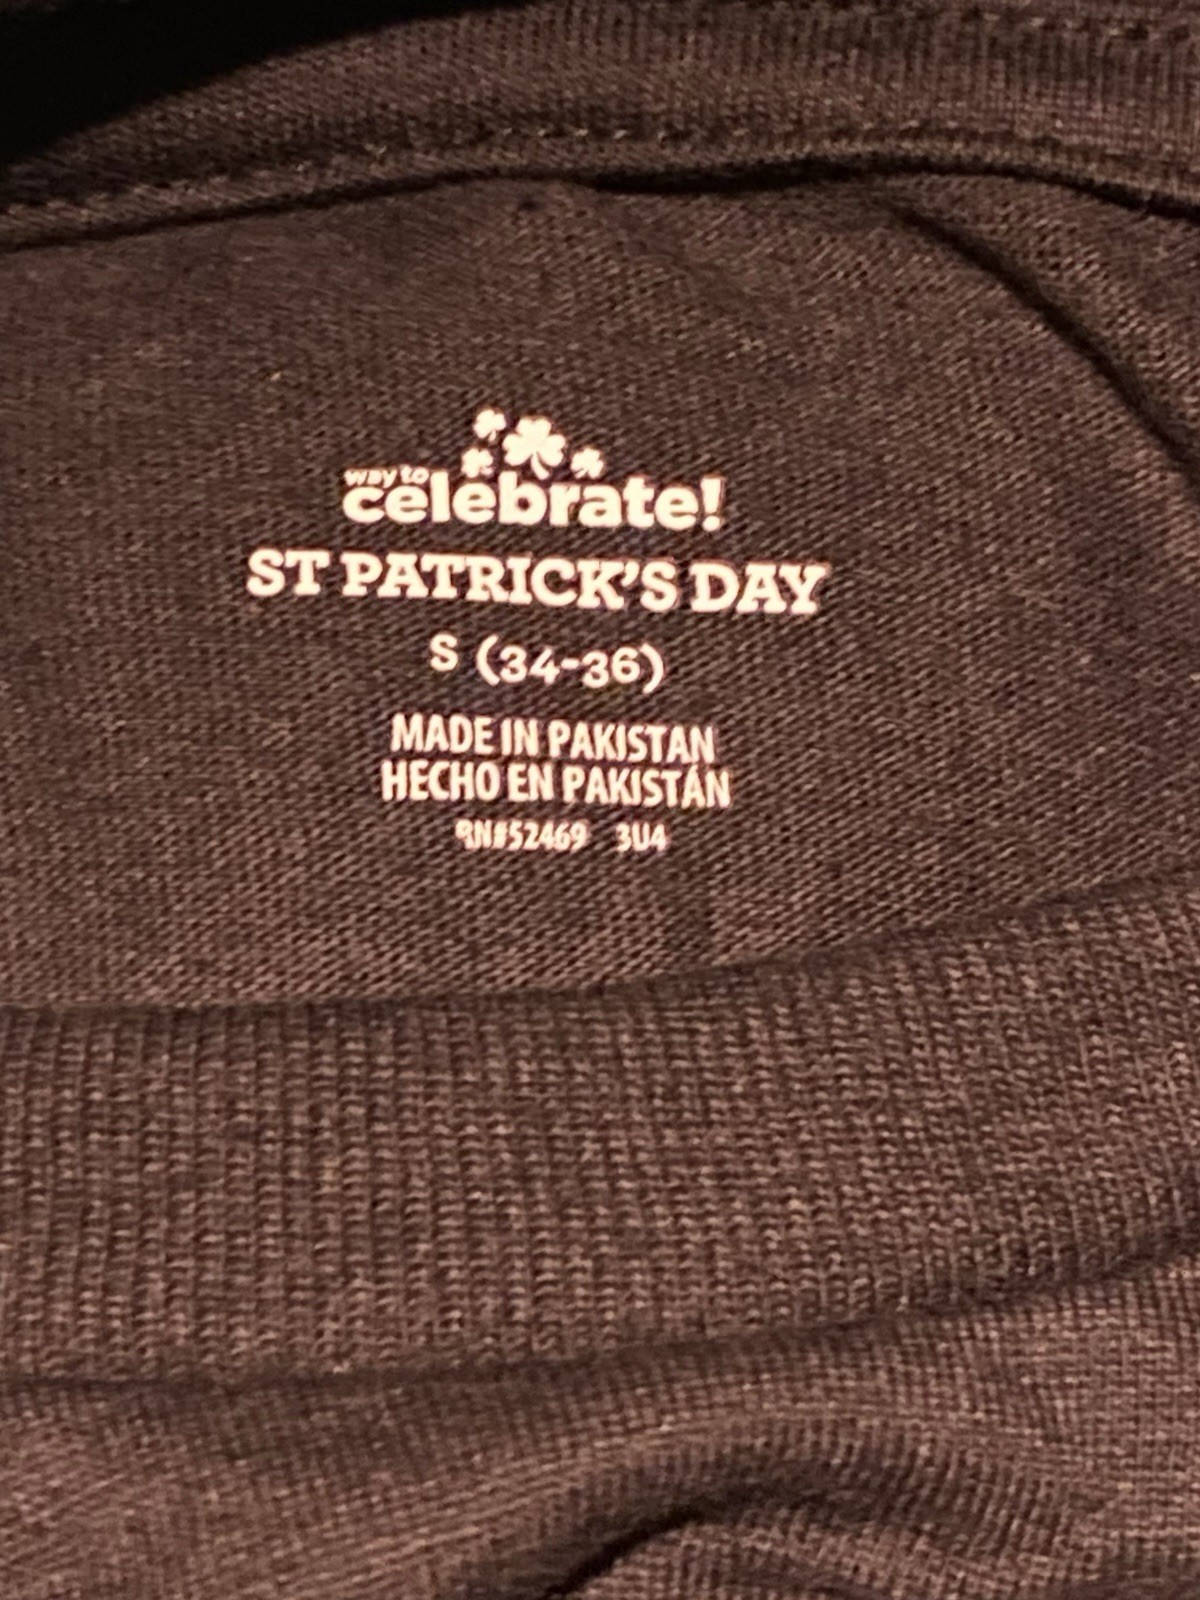 way to
celebrate!
ST PATRICK'S DAY
S (34-36)
MADE IN PAKISTAN
HECHO EN PAKISTÁN
RN#52469 3U4